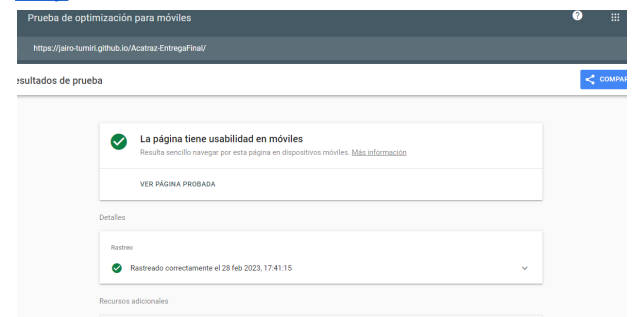 Prueba de optimización para móviles
https://jairo-tumiri.github.io/Acatraz-EntregaFinal/
esultados de prueba
COMPAR
La página tiene usabilidad en móviles
Resulta sencillo navegar por esta página en dispositivos móviles. Más información
VER PÁGINA PROBADA
Detalles
Rastreo
Rastreado correctamente el 28 feb 2023, 17:41:15
Recursos adicionales